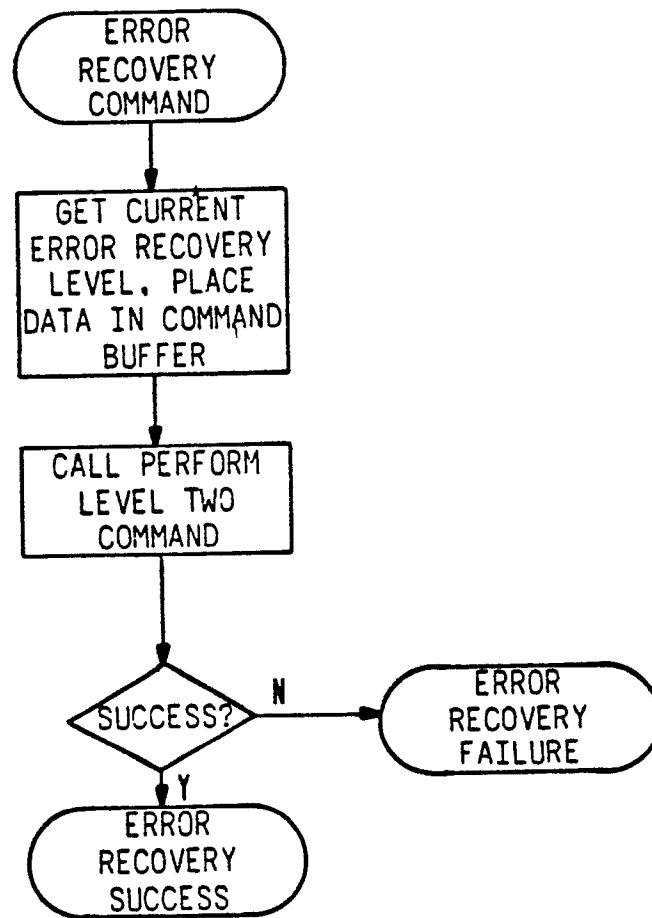 ERROR
RECOVERY
COMMAND
GET CURRENT
ERROR RECOVERY
LEVEL. PLACE
DATA IN COMMAND
BUFFER
CALL PERFORM
LEVEL TWO
COMMAND
SUCCESS?
N
ERROR
RECOVERY
FAILURE
Y
ERROR
RECOVERY
SUCCESS